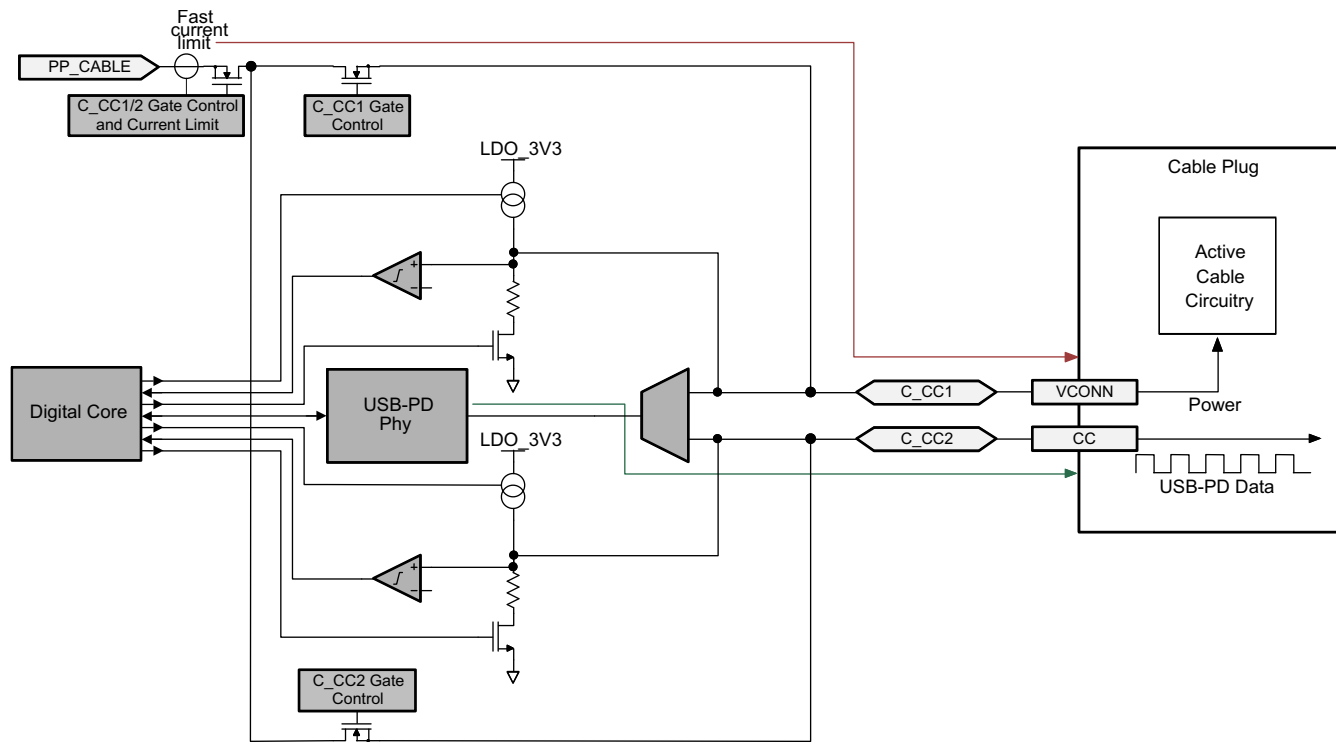 Fast
current
limit
PP_CABLE
C_CC1/2 Gate Control
and Current Limit
C_CC1 Gate
Control
LDO_3V3
Cable Plug
Active
Cable
Circuitry
+
−
Digital Core
USB-PD
Phy
C_CC1
VCONN
Power
LDO_3V3
C_CC2
CC
USB-PD Data
+
−
C_CC2 Gate
Control